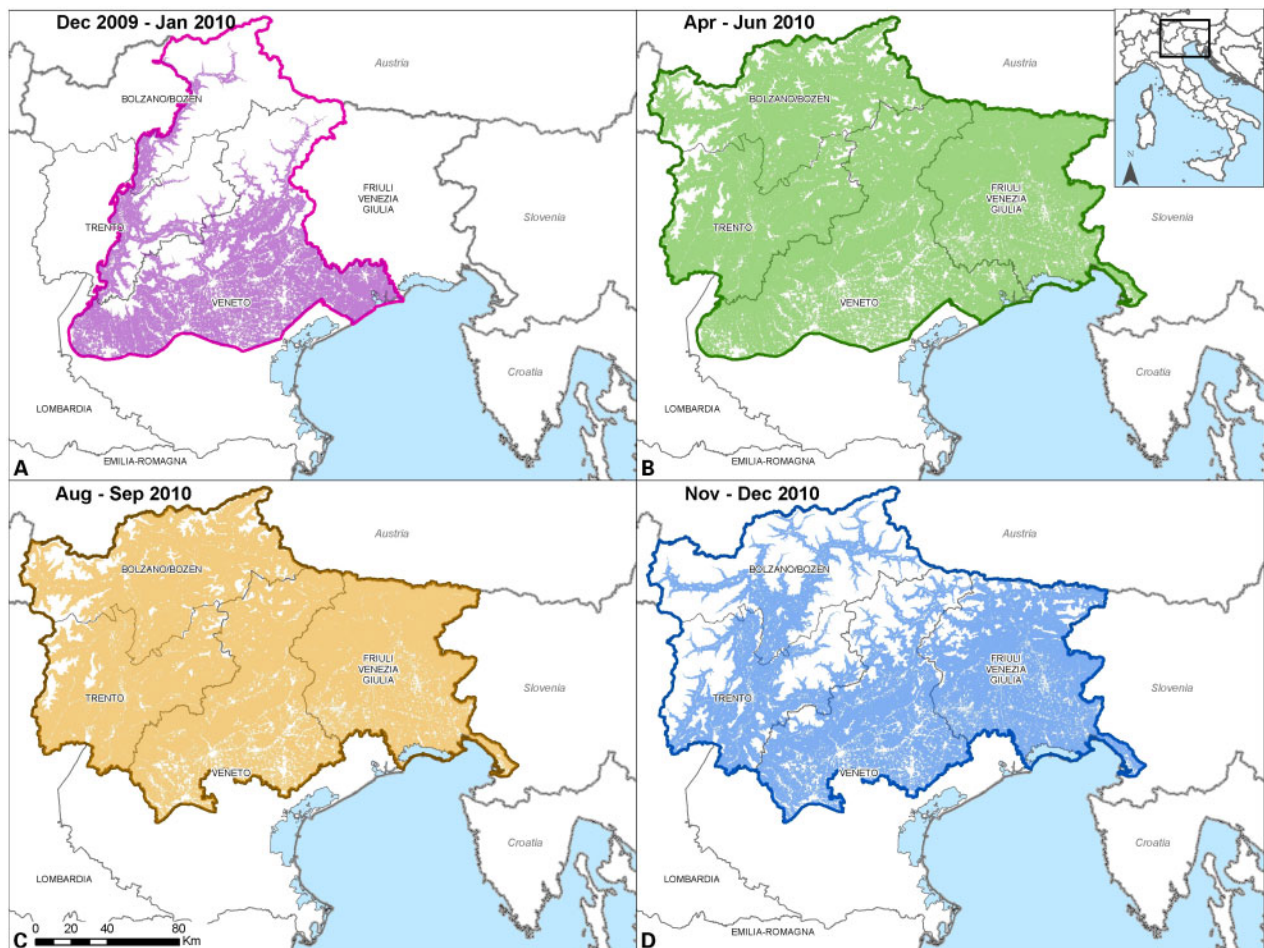 Dec 2009 - Jan 2010
Austria
BOLZANO/BOZEN
FRIULI
VENEZIA
GIULIA
Slovenia
TRENTO
VENETO
Croatia
LOMBARDIA
EMILIA-ROMAGNA
A
Apr - Jun 2010
Austria
BOLZANO/BOZEN
N
FRIULI
VENEZIA
GIULIA
Slovenia
TRENTO
VENETO
Croatia
LOMBARDIA
EMILIA-ROMAGNA
B
Aug - Sep 2010
Austria
BOLZANO/BOZEN
FRIULI
VENEZIA
GIULIA
Slovenia
TRENTO
VENETO
Croatia
LOMBARDIA
0 20 40 80
Km
C
Nov - Dec 2010
Austria
BOLZANO/BOZEN
FRIULI
VENEZIA
GIULIA
Slovenia
TRENTO
VENETO
Croatia
LOMBARDIA
EMILIA-ROMAGNA
D